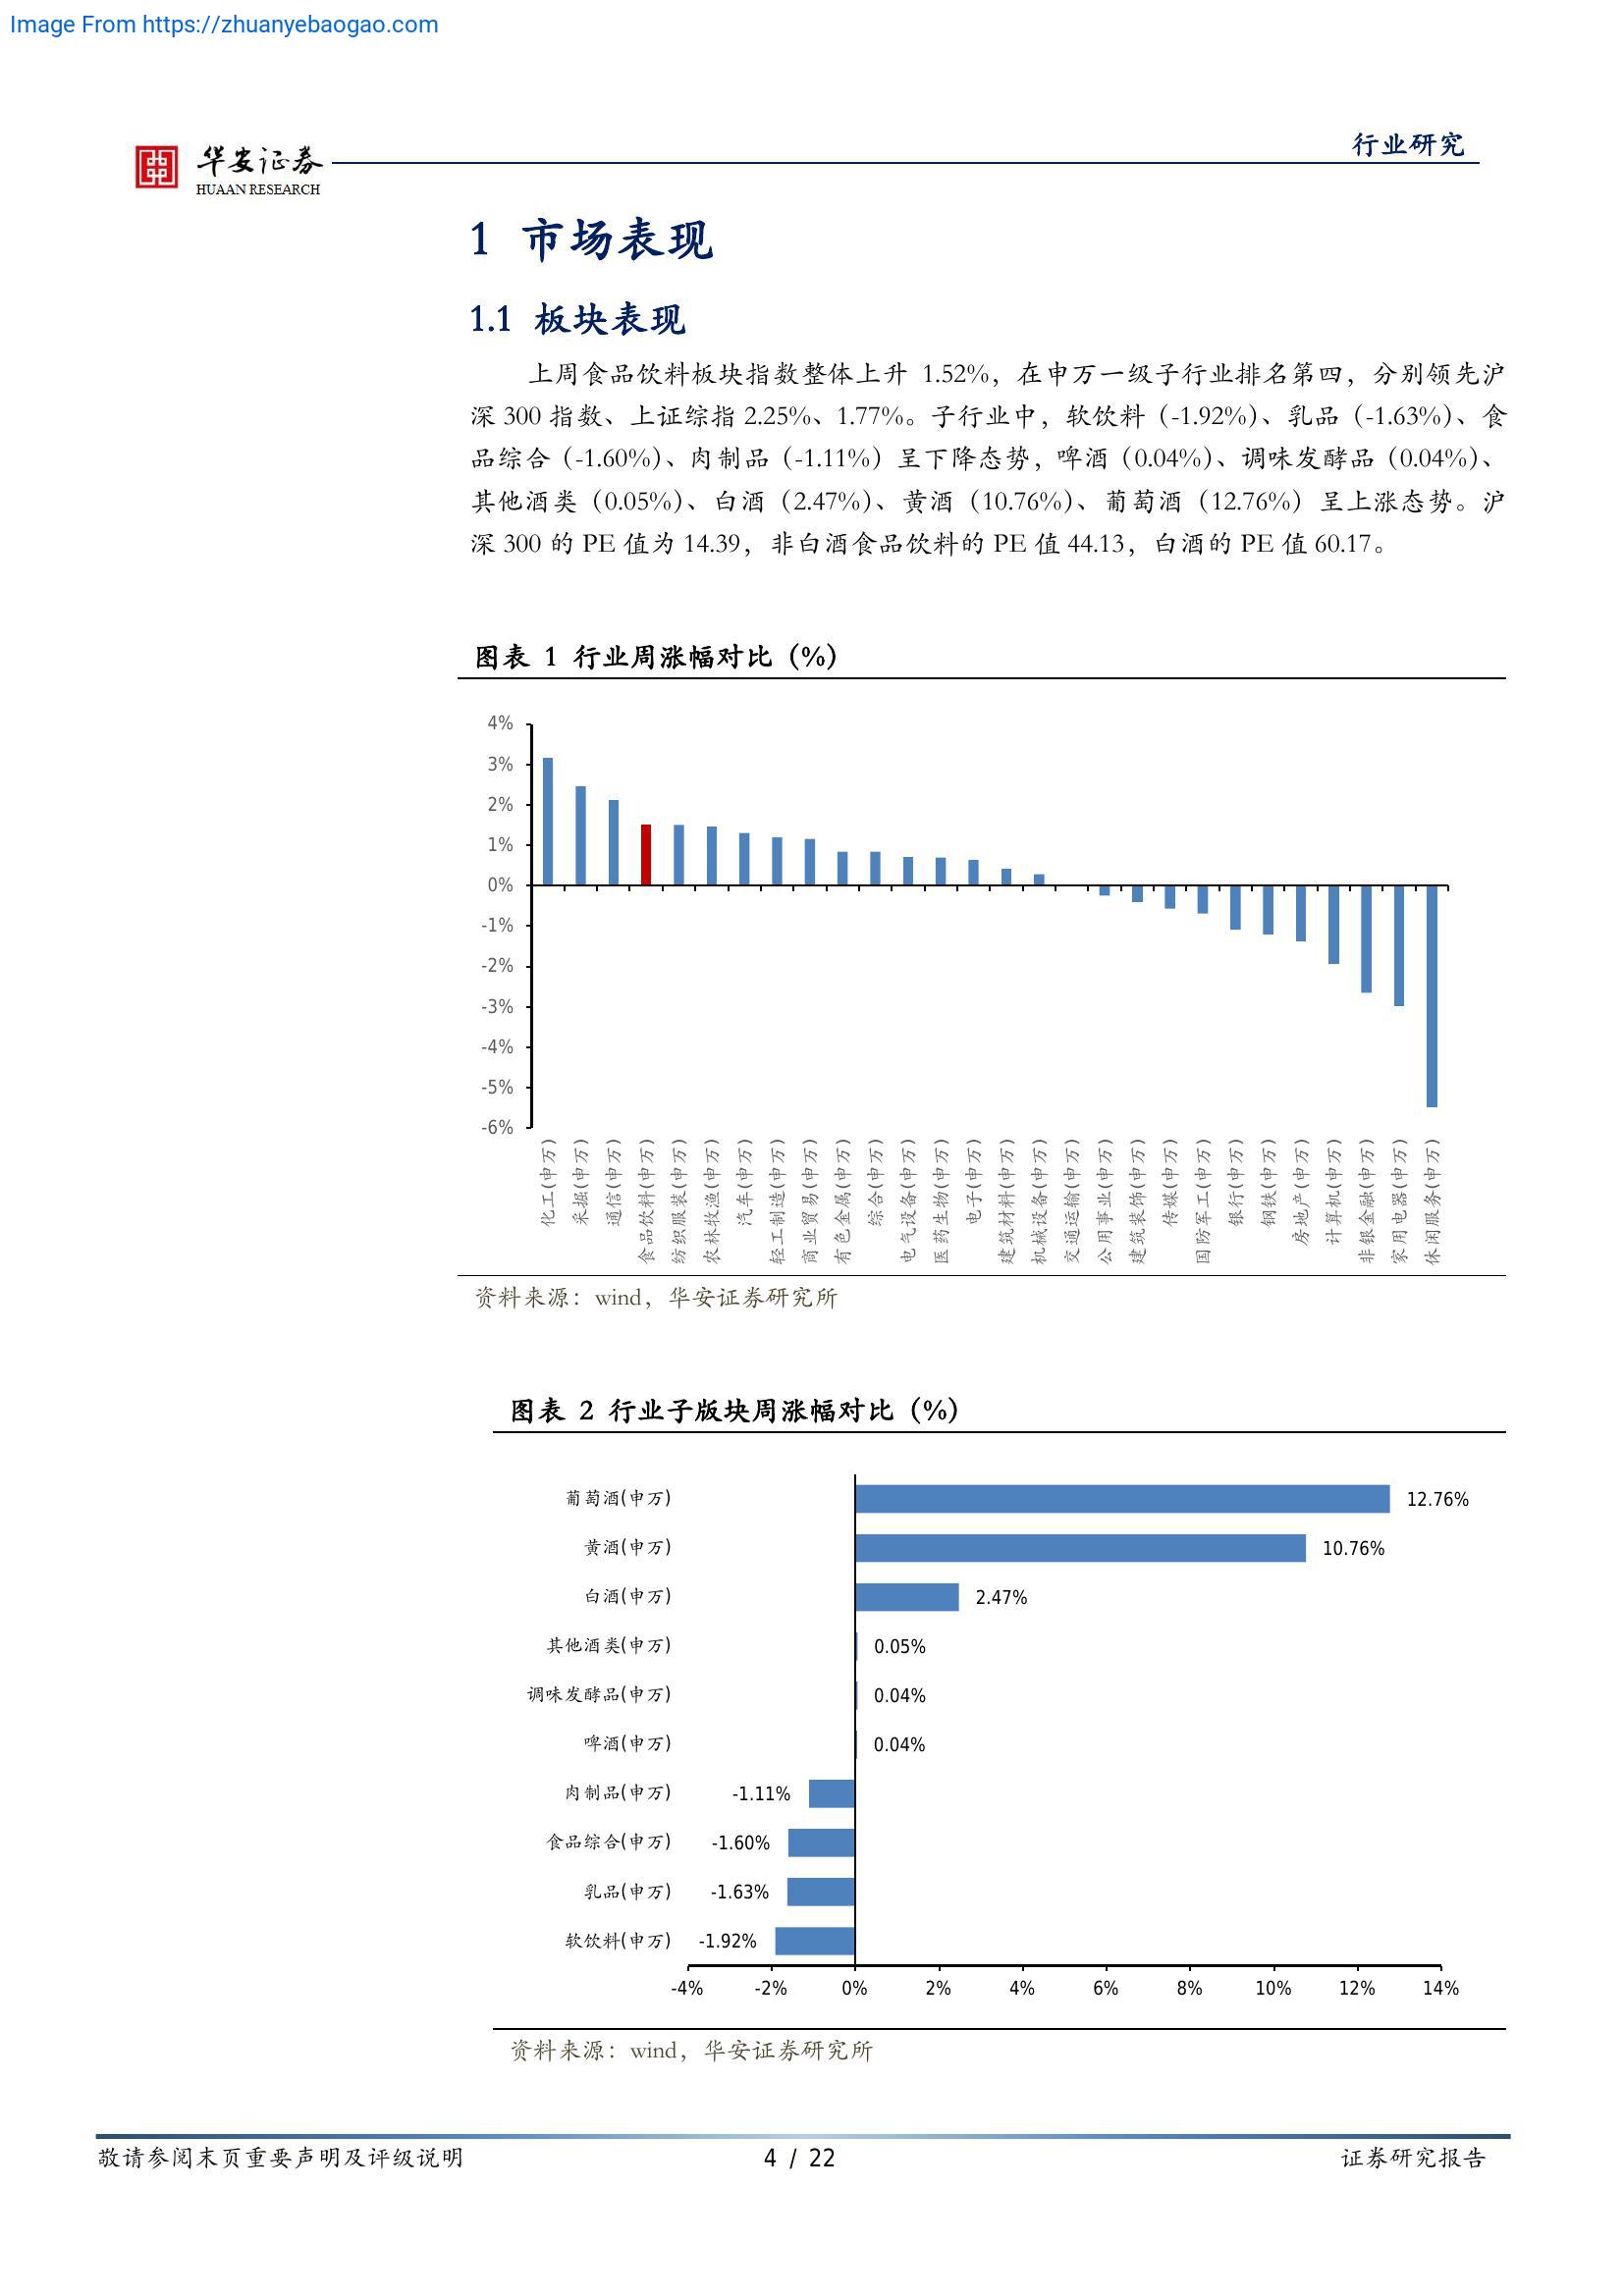 Image From https://zhuanyebaogao.com
华安证券
HUAAN RESEARCH
行业研究
1 市场表现
1.1 板块表现
上周食品饮料板块指数整体上升 1.52%，在申万一级子行业排名第四，分别领先沪
深 300 指数、上证综指 2.25%、1.77%。子行业中，软饮料（-1.92%）、乳品（-1.63%）、食
品综合（-1.60%）、肉制品（-1.11%）呈下降态势，啤酒（0.04%）、调味发酵品（0.04%）、
其他酒类（0.05%）、白酒（2.47%）、黄酒（10.76%）、葡萄酒（12.76%）呈上涨态势。沪
深 300 的 PE 值为 14.39，非白酒食品饮料的 PE 值 44.13，白酒的 PE 值 60.17。
图表 1 行业周涨幅对比（%）
4%
3%
2%
1%
0%
-1%
-2%
-3%
-4%
-5%
-6%
化工(申万)
采掘(申万)
通信(申万)
食品饮料(申万)
纺织服装(申万)
农林牧渔(申万)
汽车(申万)
轻工制造(申万)
商业贸易(申万)
有色金属(申万)
综合(申万)
电气设备(申万)
医药生物(申万)
电子(申万)
建筑材料(申万)
机械设备(申万)
交通运输(申万)
公用事业(申万)
建筑装饰(申万)
传媒(申万)
国防军工(申万)
银行(申万)
钢铁(申万)
房地产(申万)
计算机(申万)
非银金融(申万)
家用电器(申万)
休闲服务(申万)
资料来源：wind，华安证券研究所
图表 2 行业子版块周涨幅对比（%）
葡萄酒(申万) 12.76%
黄酒(申万) 10.76%
白酒(申万) 2.47%
其他酒类(申万) 0.05%
调味发酵品(申万) 0.04%
啤酒(申万) 0.04%
肉制品(申万) -1.11%
食品综合(申万) -1.60%
乳品(申万) -1.63%
软饮料(申万) -1.92%
-4% -2% 0% 2% 4% 6% 8% 10% 12% 14%
资料来源：wind，华安证券研究所
敬请参阅末页重要声明及评级说明 4 / 22 证券研究报告